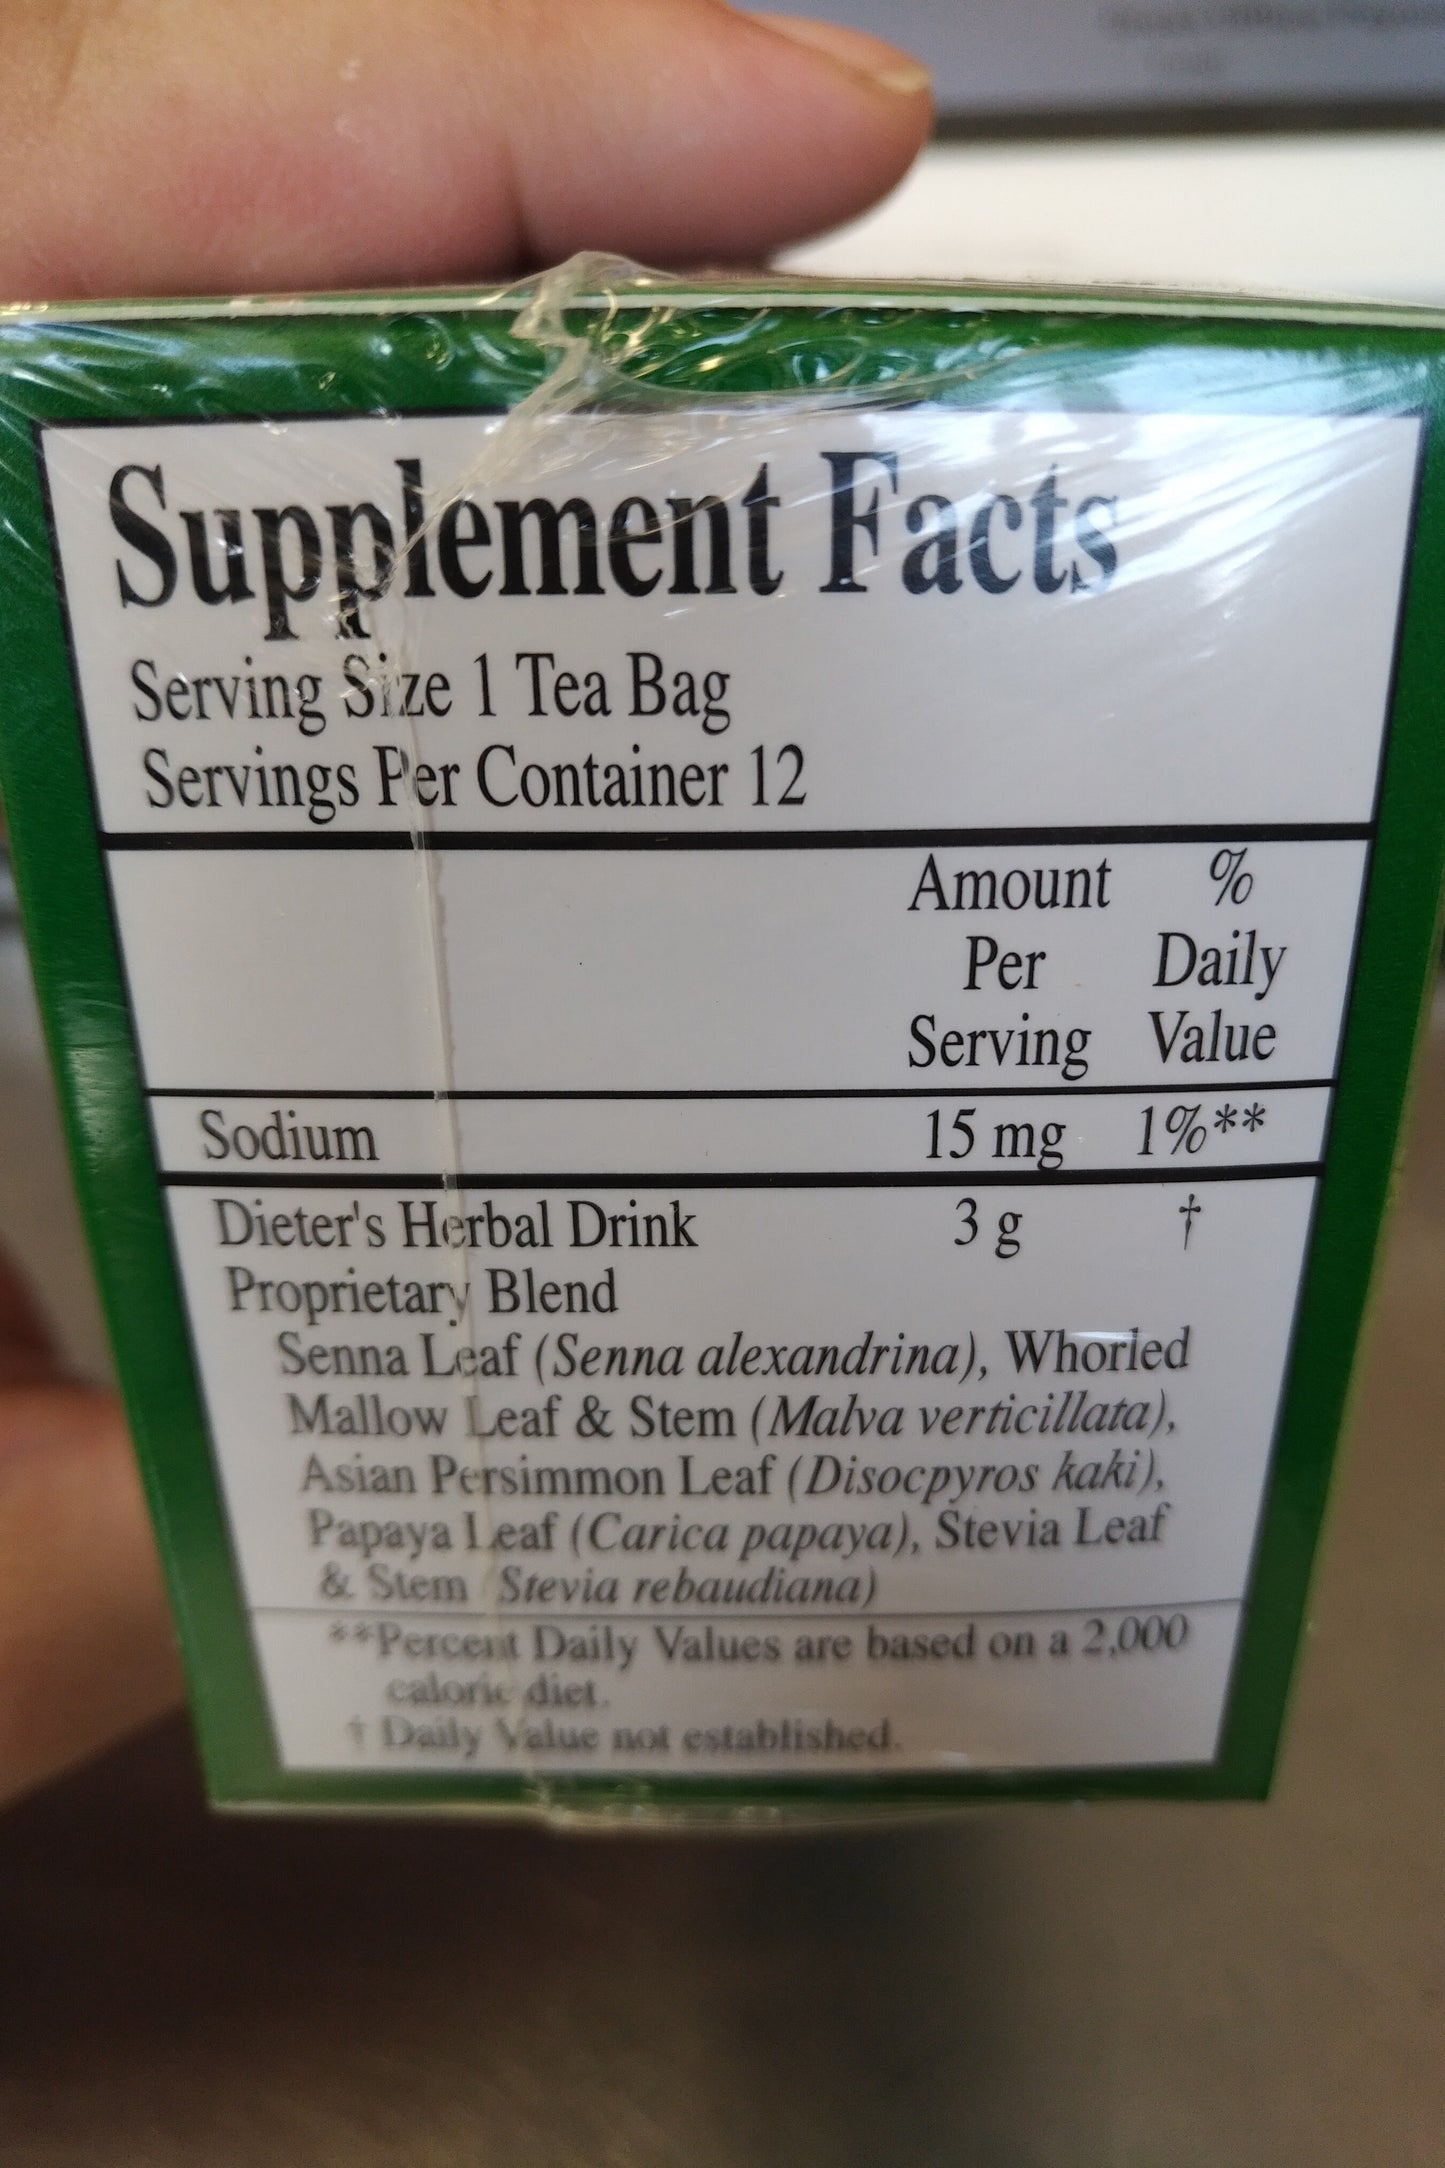 Supplement Facts
Serving Size 1 Tea Bag
Servings Per Container 12
Amount %
Per Daily
Serving Value
Sodium 15 mg 1%**
Dieter's Herbal Drink 3 g †
Proprietary Blend
Senna Leaf (Senna alexandrina), Whorled
Mallow Leaf & Stem (Malva verticillata),
Asian Persimmon Leaf (Disocpyros kaki),
Papaya Leaf (Carica papaya), Stevia Leaf
& Stem (Stevia rebaudiana)
**Percent Daily Values are based on a 2,000
caloric diet.
† Daily Value not established.